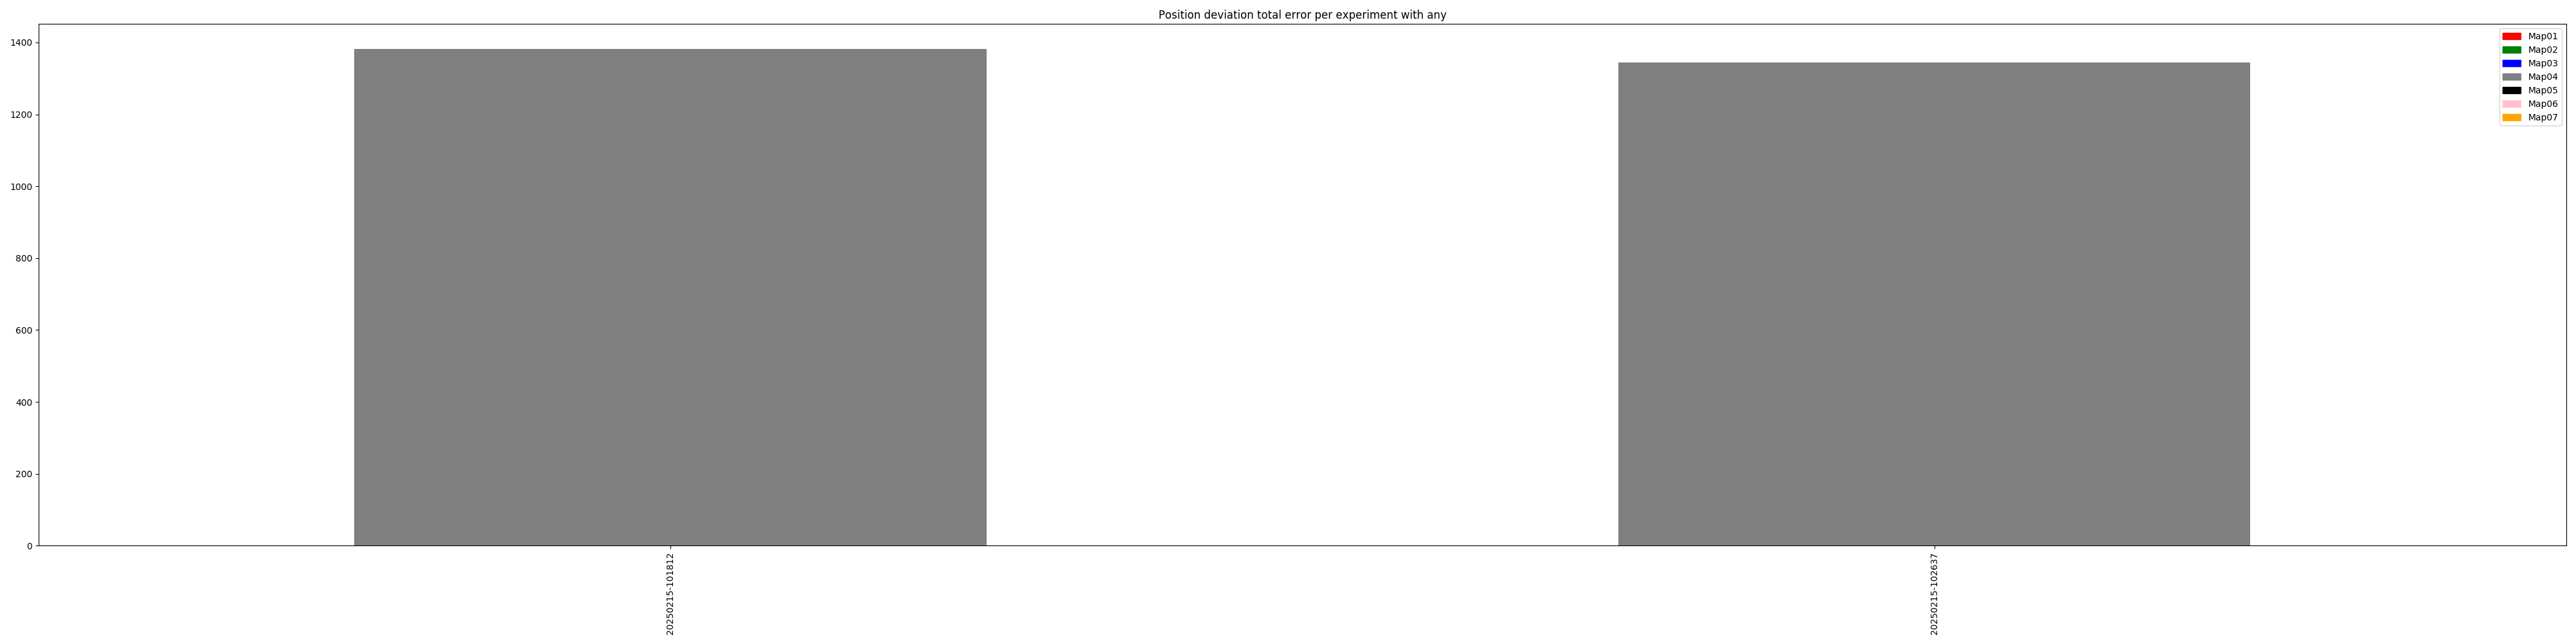 Position deviation total error per experiment with any
1400
1200
1000
800
600
400
200
0
Map01
Map02
Map03
Map04
Map05
Map06
Map07
20250215-101812
20250215-102637